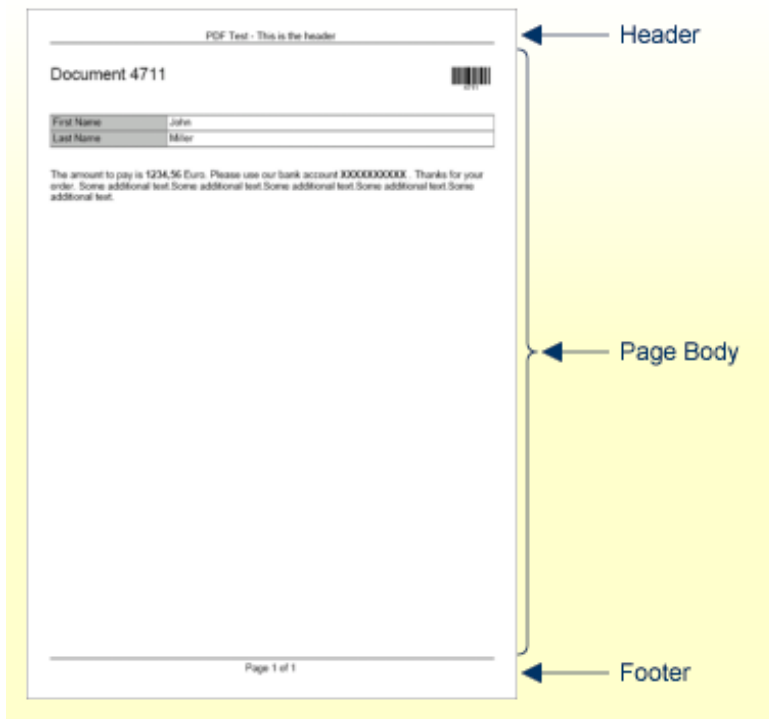 PDF Test - This is the header
Header
Document 4711
4711
First Name John
Last Name Miller
The amount to pay is 1234,56 Euro. Please use our bank account XXXXXXXXXX . Thanks for your
order. Some additional text.Some additional text.Some additional text.Some additional text.Some
additional text.
Page Body
Page 1 of 1
Footer